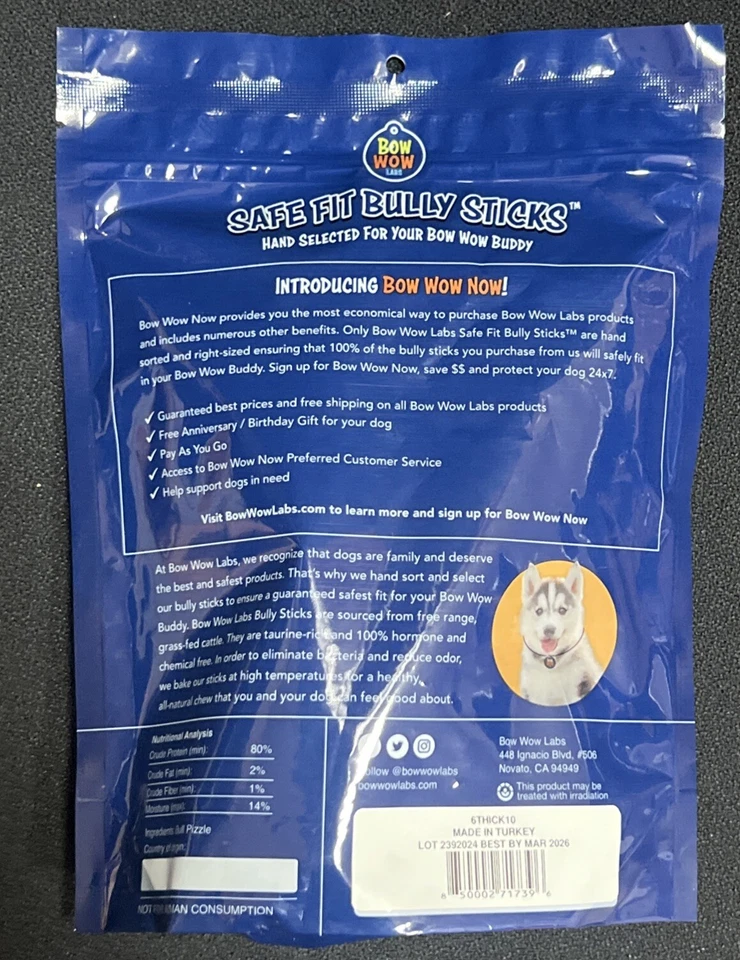 BOW
WOW
LABS
SAFE FIT BULLY STICKS™
HAND SELECTED FOR YOUR BOW WOW BUDDY
INTRODUCING BOW WOW NOW!
Bow Wow Now provides you the most economical way to purchase Bow Wow Labs products
and includes numerous other benefits. Only Bow Wow Labs Safe Fit Bully Sticks™ are hand
sorted and right-sized ensuring that 100% of the bully sticks you purchase from us will safely fit
in your Bow Wow Buddy. Sign up for Bow Wow Now, save $$ and protect your dog 24x7.
✓ Guaranteed best prices and free shipping on all Bow Wow Labs products
✓ Free Anniversary / Birthday Gift for your dog
✓ Pay As You Go
✓ Access to Bow Wow Now Preferred Customer Service
✓ Help support dogs in need
Visit BowWowLabs.com to learn more and sign up for Bow Wow Now
At Bow Wow Labs, we recognize that dogs are family and deserve
the best and safest products. That's why we hand sort and select
our bully sticks to ensure a guaranteed safest fit for your Bow Wow
Buddy. Bow Wow Labs Bully Sticks are sourced from free range,
grass-fed cattle. They are taurine-rich and 100% hormone and
chemical free. In order to eliminate bacteria and reduce odor,
we bake our sticks at high temperatures for a healthy,
all-natural chew that you and your dog can feel good about.
Nutritional Analysis
Crude Protein (min): 80%
Crude Fat (min): 2%
Crude Fiber (min): 1%
Moisture (max): 14%
Ingredients: Bull Pizzle
Country of origin:
NOT FOR HUMAN CONSUMPTION
Follow @bowwowlabs
bowwowlabs.com
Bow Wow Labs
448 Ignacio Blvd, #506
Novato, CA 94949
This product may be
treated with irradiation
6THICK10
MADE IN TURKEY
LOT 2392024 BEST BY MAR 2026
8 50002 71739 6